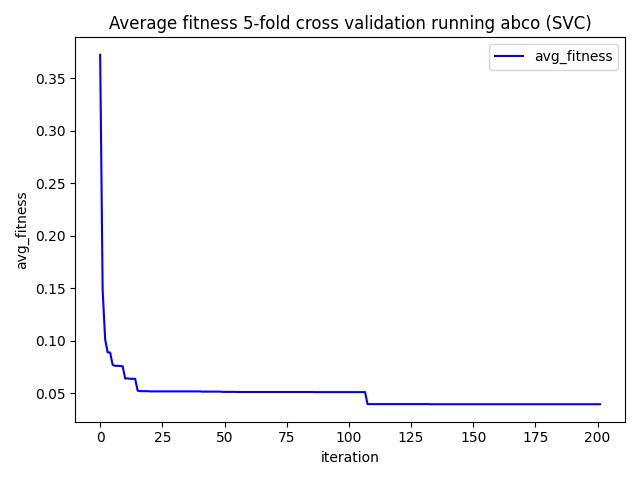 Average fitness 5-fold cross validation running abco (SVC)
avg_fitness
avg_fitness
0.35
0.30
0.25
0.20
0.15
0.10
0.05
0 25 50 75 100 125 150 175 200
iteration